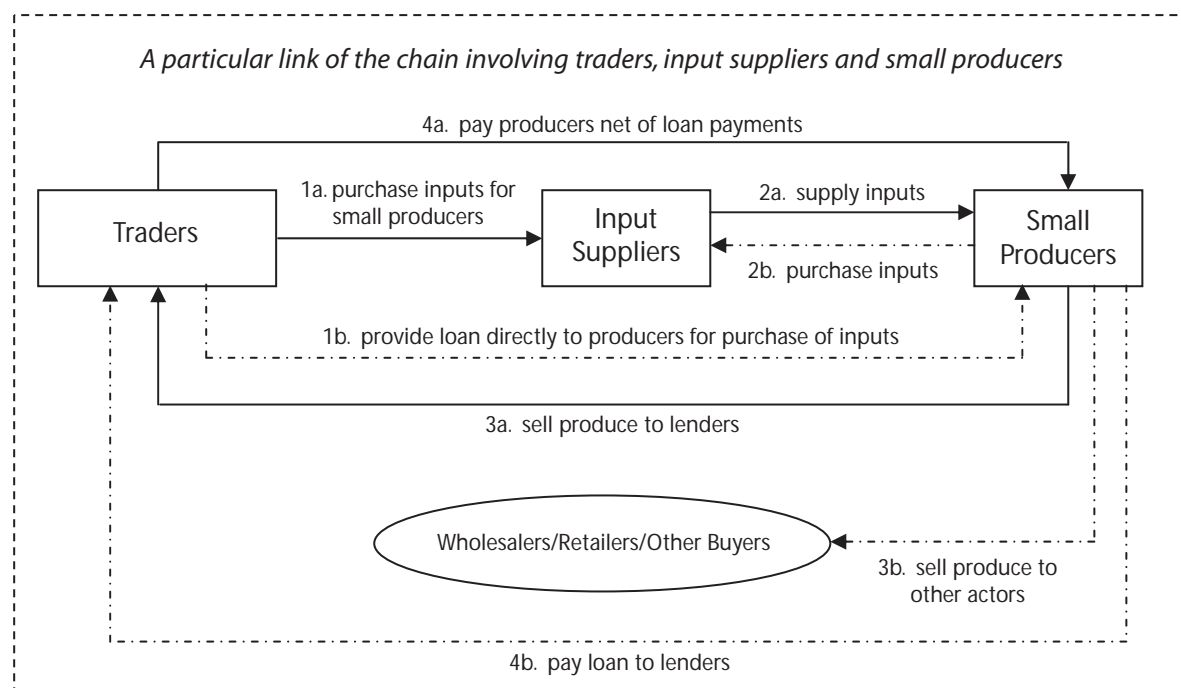 A particular link of the chain involving traders, input suppliers and small producers
4a. pay producers net of loan payments
1a. purchase inputs for
small producers
2a. supply inputs
Traders
Input
Suppliers
Small
Producers
2b. purchase inputs
1b. provide loan directly to producers for purchase of inputs
3a. sell produce to lenders
Wholesalers/Retailers/Other Buyers
3b. sell produce to
other actors
4b. pay loan to lenders